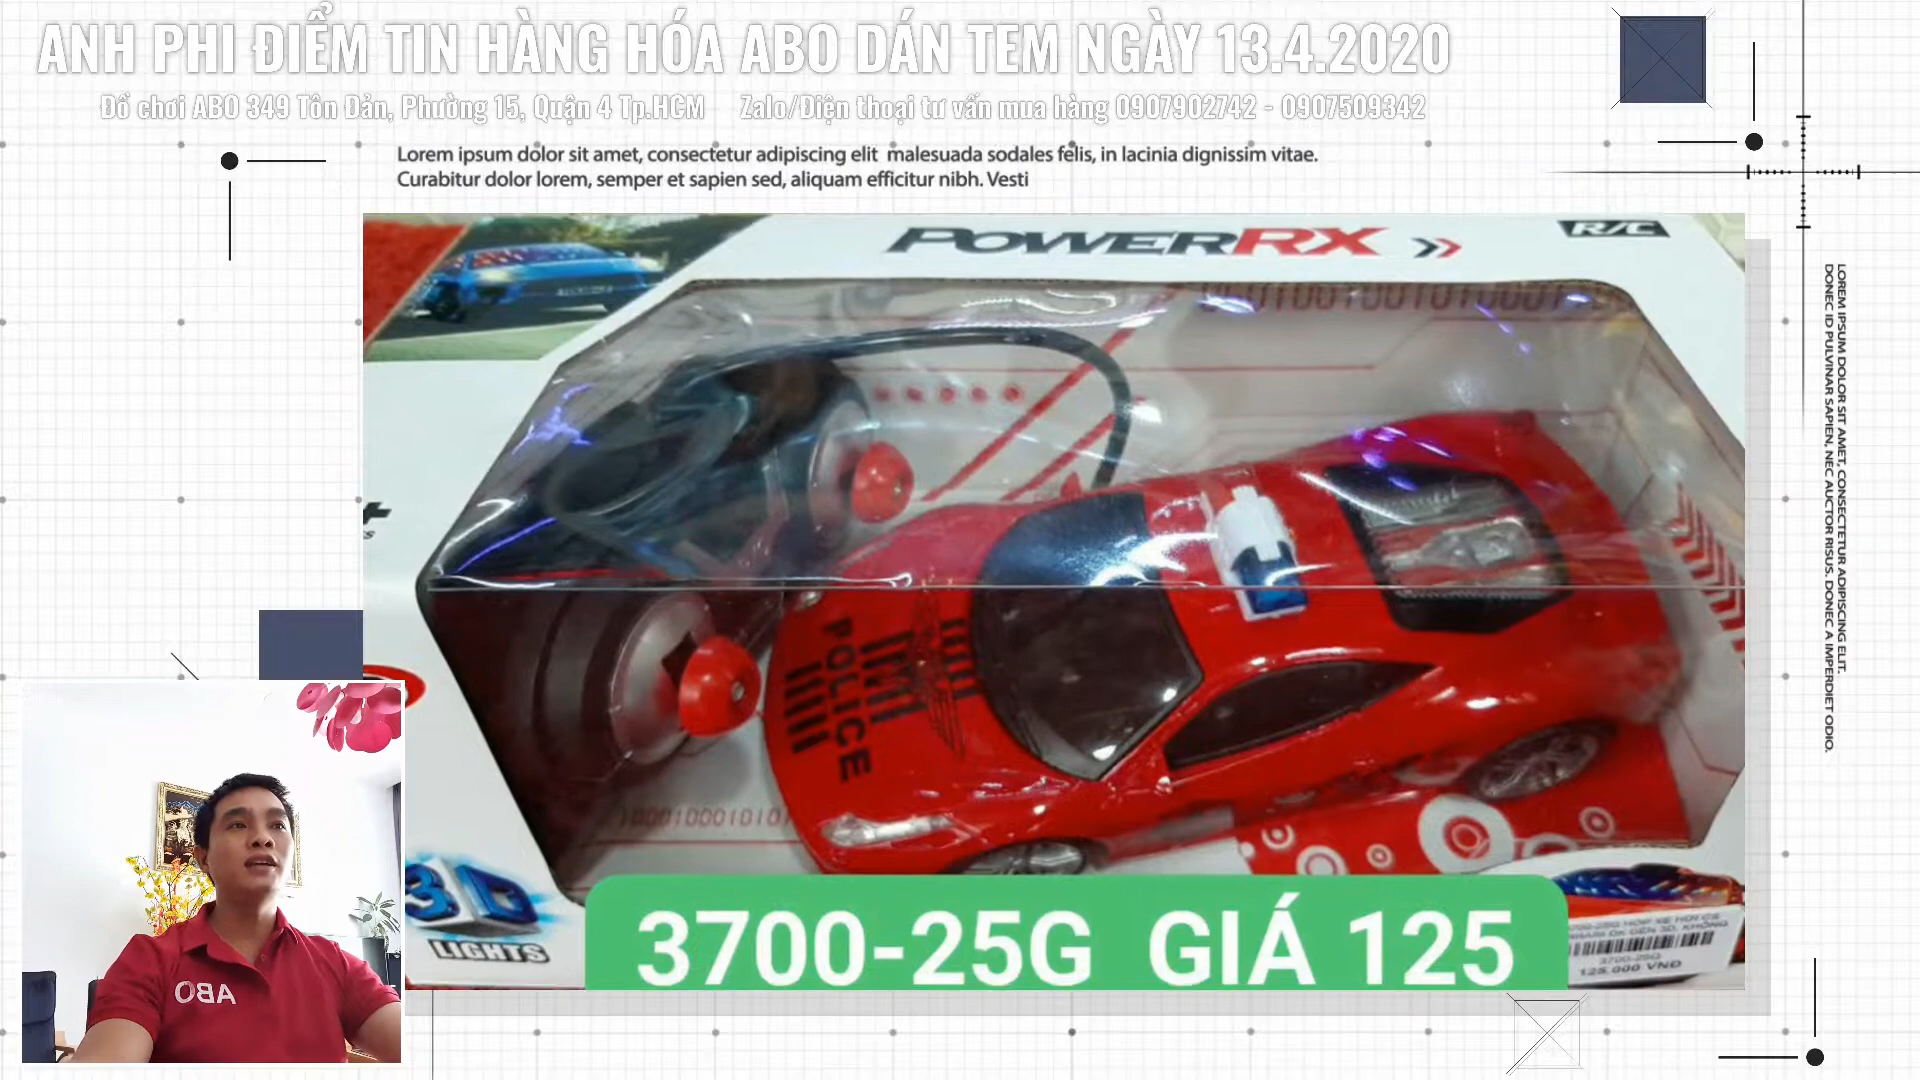 ANH PHI ĐIỂM TIN HÀNG HÓA ABO DÁN TEM NGÀY 13.4.2020
Đồ chơi ABO 349 Tôn Đản, Phường 15, Quận 4 Tp.HCM Zalo/Điện thoại tư vấn mua hàng 0907902742 - 0907509342
Lorem ipsum dolor sit amet, consectetur adipiscing elit malesuada sodales felis, in lacinia dignissim vitae.
Curabitur dolor lorem, semper et sapien sed, aliquam efficitur nibh. Vesti
POWERRX
R/C
LOREM IPSUM DOLOR SIT AMET, CONSECTETUR ADIPISCING ELIT.
DONEC ID PULVINAR SAPIEN, NEC AUCTOR RISUS. DONEC A IMPERDIET ODIO.
POLICE
3D
LIGHTS
3700-25G GIÁ 125
3700-25G
125.000 VND
ABO